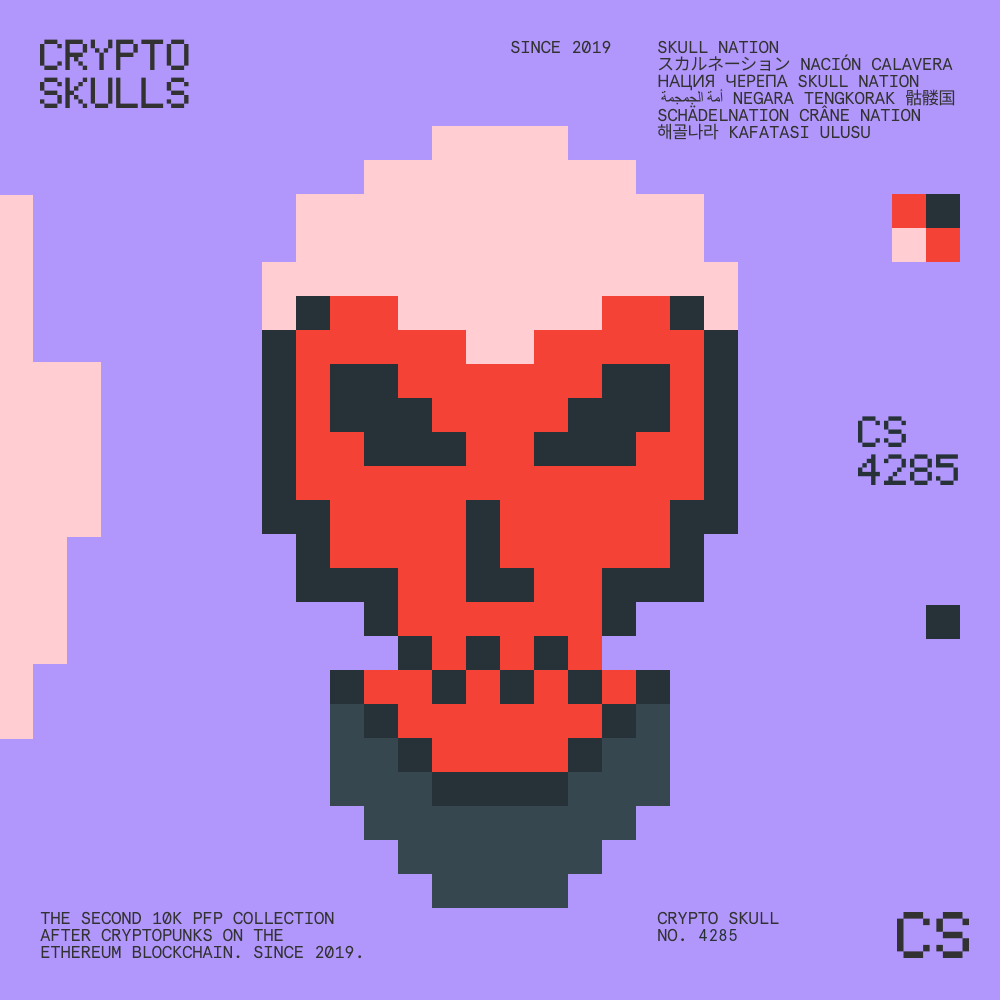 CRYPTO
SKULLS
SINCE 2019
SKULL NATION
スカルネーション NACIÓN CALAVERA
НАЦИЯ ЧЕРЕПА SKULL NATION
أمة الجمجمة NEGARA TENGKORAK 骷髅国
SCHÄDELNATION CRÂNE NATION
해골나라 KAFATASI ULUSU
CS
4285
THE SECOND 10K PFP COLLECTION
AFTER CRYPTOPUNKS ON THE
ETHEREUM BLOCKCHAIN. SINCE 2019.
CRYPTO SKULL
NO. 4285
CS